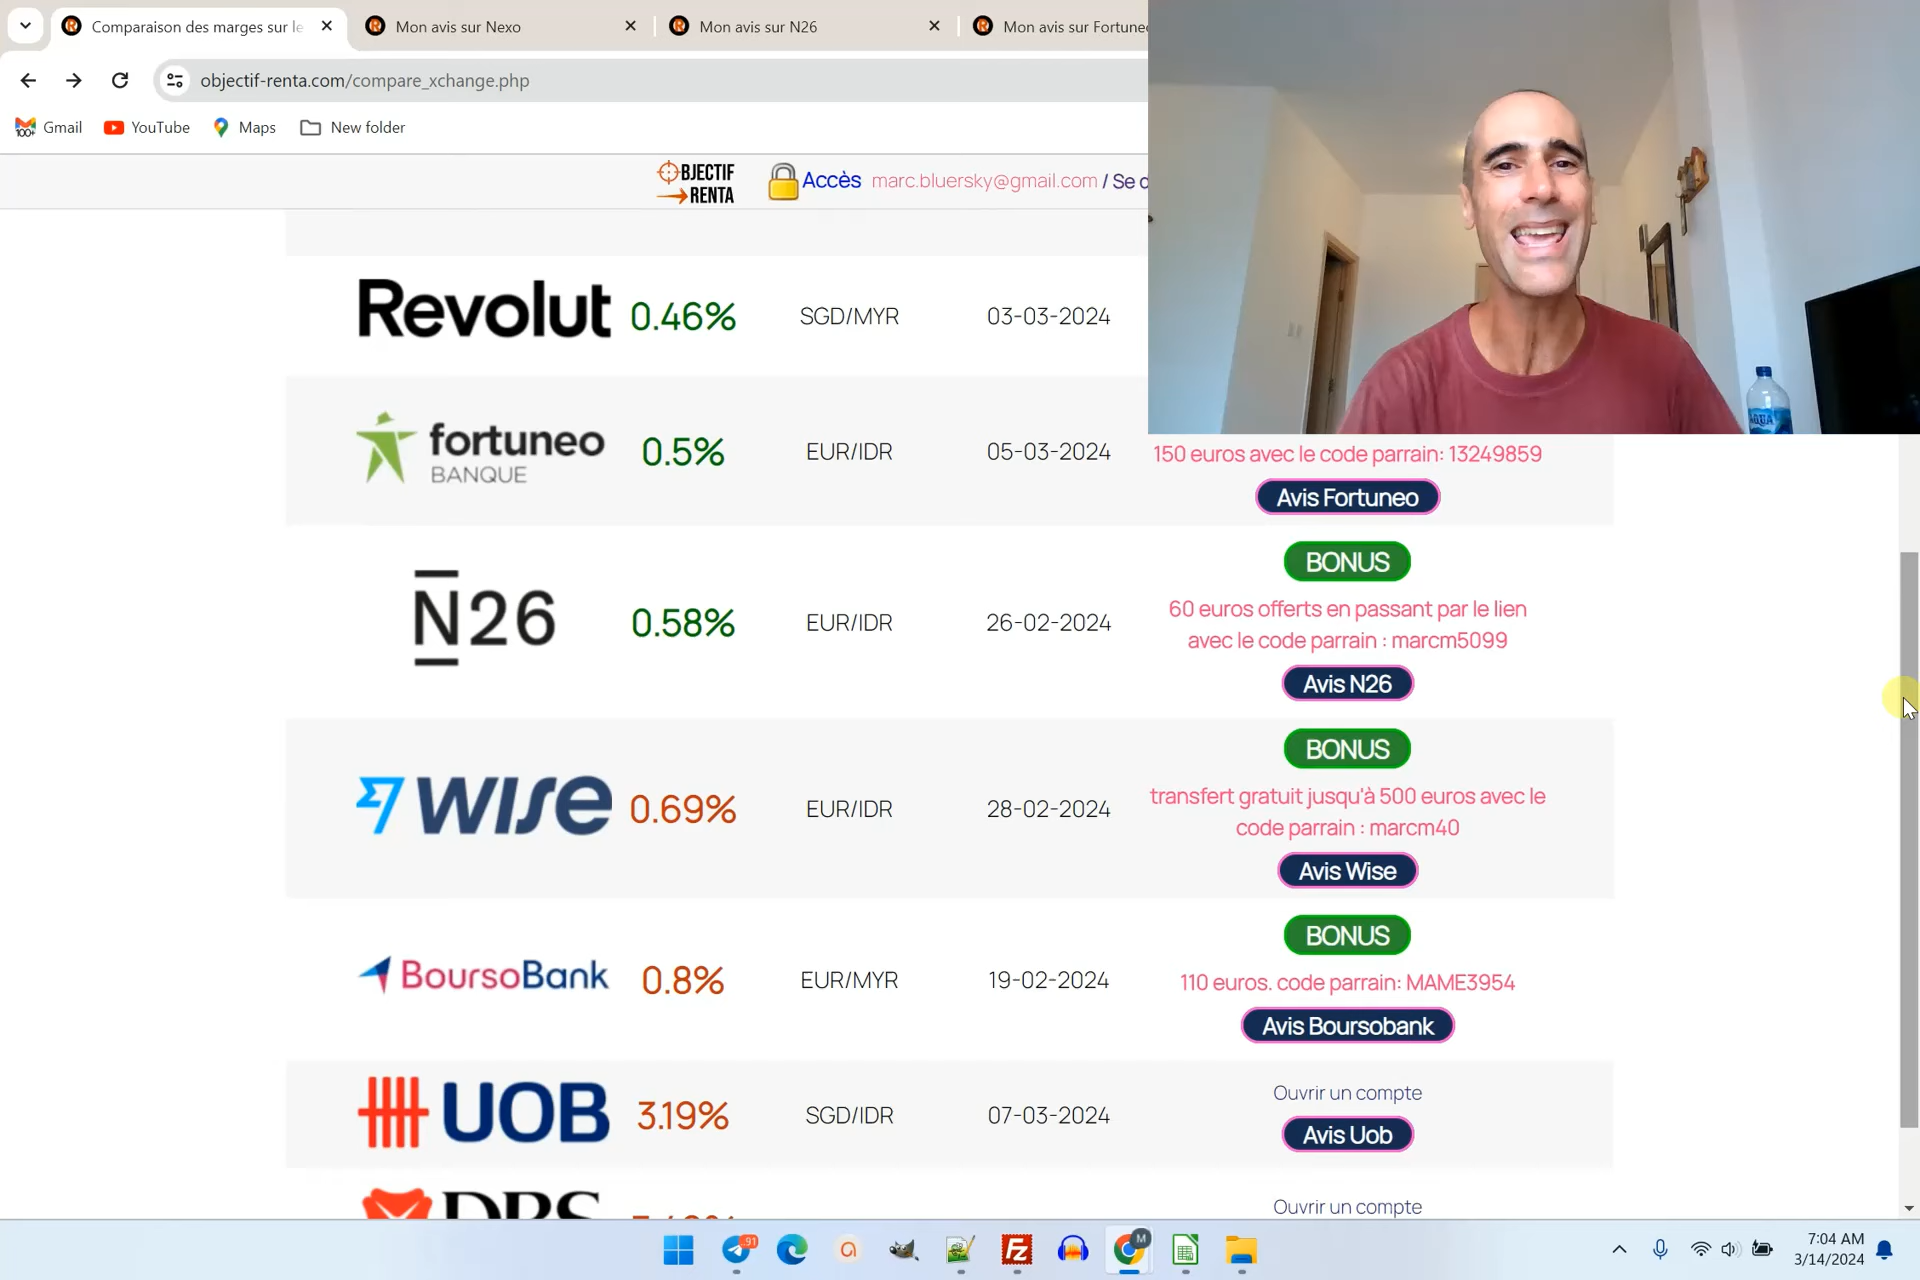 Comparaison des marges sur le
Mon avis sur Nexo
Mon avis sur N26
Mon avis sur Fortune
objectif-renta.com/compare_xchange.php
100+ Gmail
YouTube
Maps
New folder
OBJECTIF
RENTA
Accès marc.bluersky@gmail.com / Se
Revolut 0.46% SGD/MYR 03-03-2024
fortuneo
BANQUE
0.5% EUR/IDR 05-03-2024
150 euros avec le code parrain: 13249859
Avis Fortuneo
N26 0.58% EUR/IDR 26-02-2024
BONUS
60 euros offerts en passant par le lien
avec le code parrain : marcm5099
Avis N26
WISE 0.69% EUR/IDR 28-02-2024
BONUS
transfert gratuit jusqu'à 500 euros avec le
code parrain : marcm40
Avis Wise
BoursoBank 0.8% EUR/MYR 19-02-2024
BONUS
110 euros. code parrain: MAME3954
Avis Boursobank
UOB 3.19% SGD/IDR 07-03-2024
Ouvrir un compte
Avis Uob
DBS
Ouvrir un compte
AQUA
91
M
7:04 AM
3/14/2024